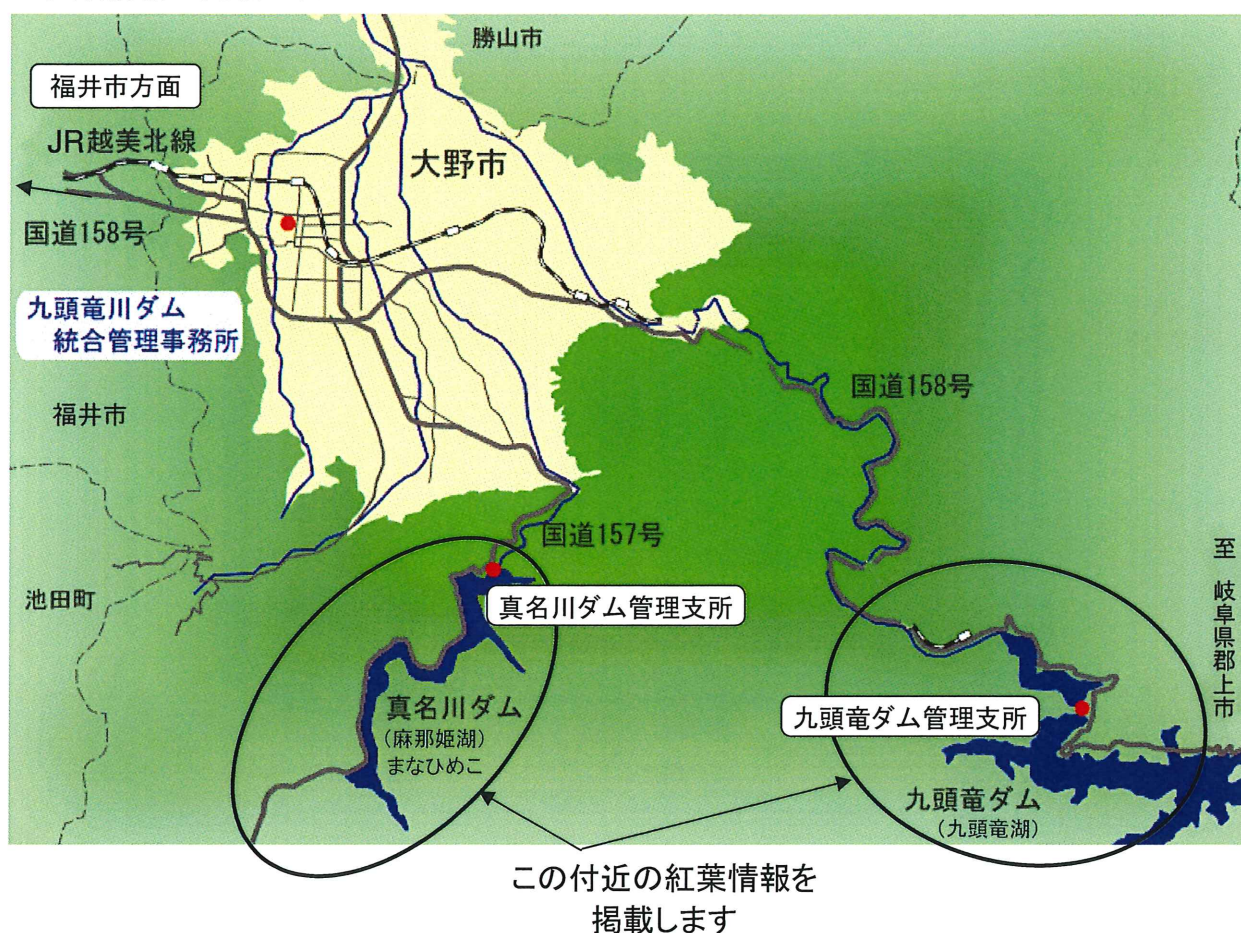 勝山市
福井市方面
JR越美北線
大野市
国道158号
九頭竜川ダム
統合管理事務所
国道158号
福井市
国道157号
池田町
真名川ダム管理支所
至 岐阜県郡上市
九頭竜ダム管理支所
真名川ダム
（麻那姫湖）
まなひめこ
九頭竜ダム
（九頭竜湖）
この付近の紅葉情報を
掲載します